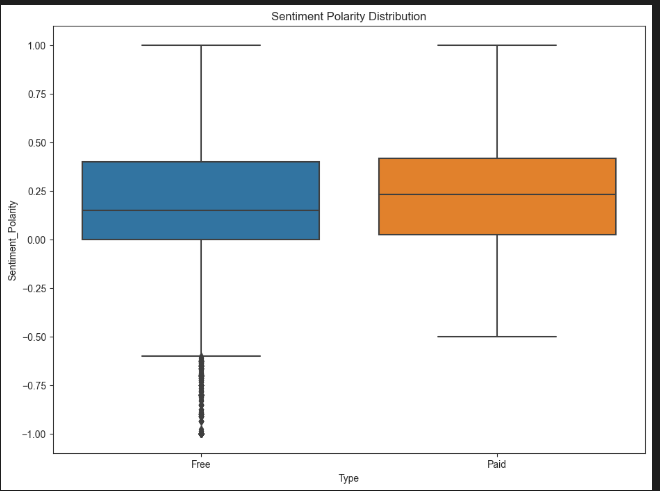 Sentiment Polarity Distribution
1.00
0.75
0.50
0.25
0.00
−0.25
−0.50
−0.75
−1.00
Sentiment_Polarity
Free
Paid
Type